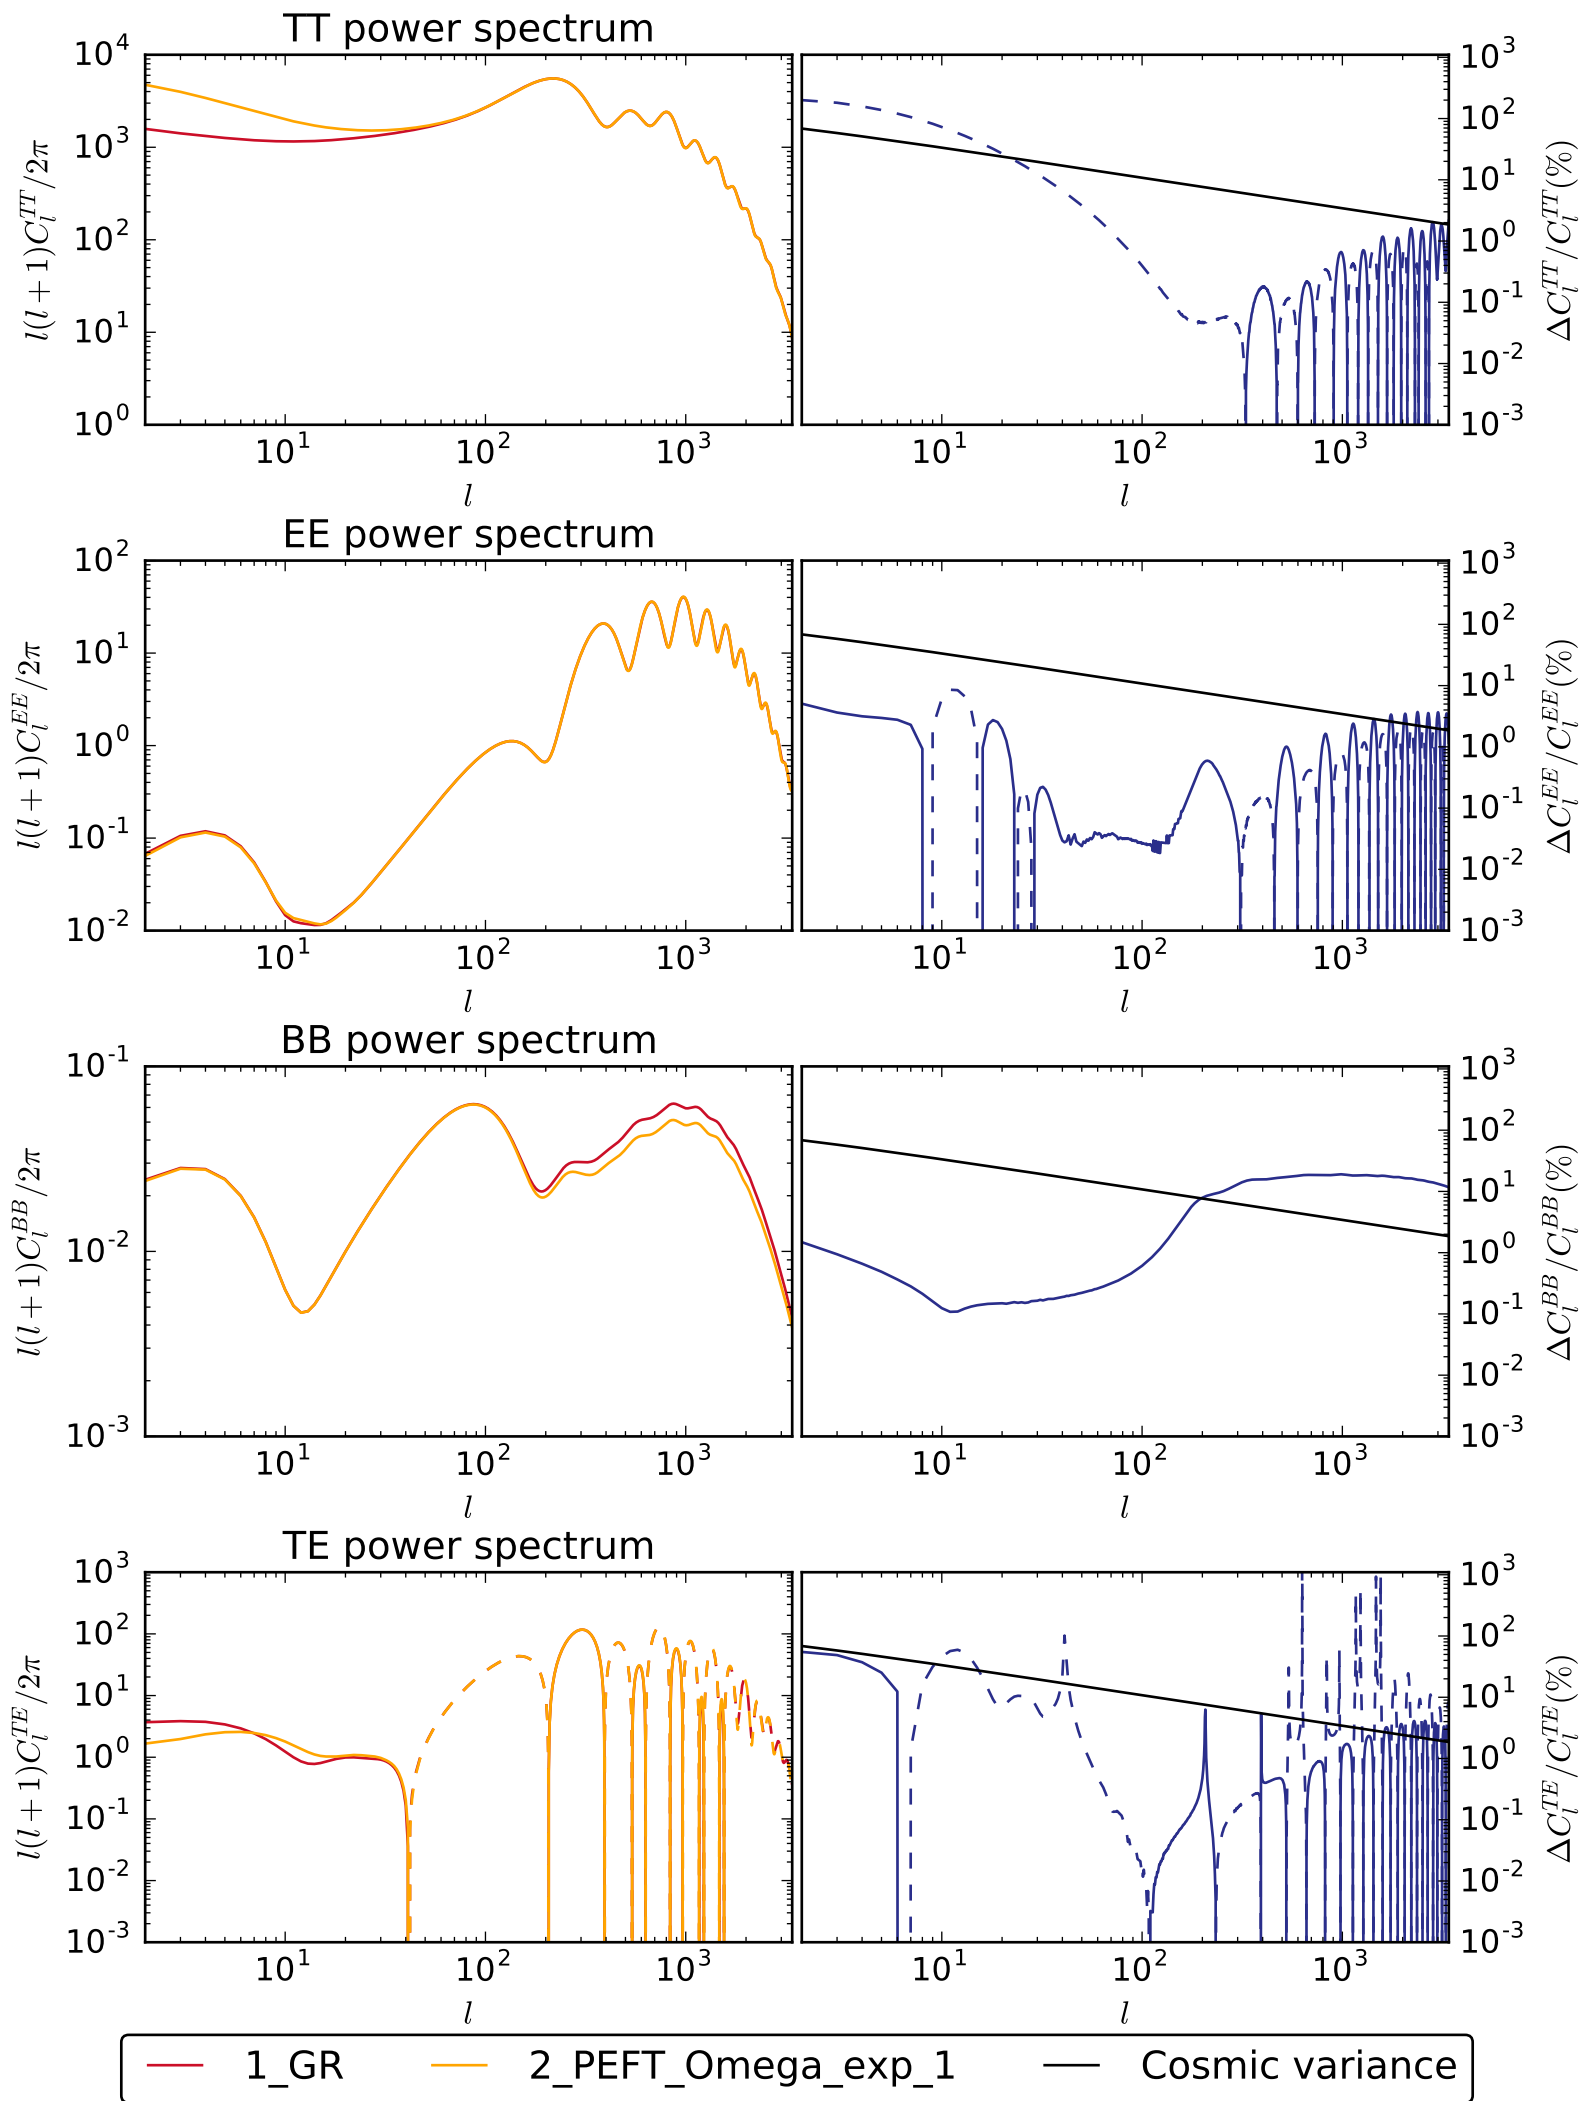 TT power spectrum
10^4
10^3
10^2
10^1
10^0
l(l + 1)C_l^{TT}/2π
10^1 10^2 10^3
l
10^3
10^2
10^1
10^0
10^-1
10^-2
10^-3
ΔC_l^{TT}/C_l^{TT}(%)
10^1 10^2 10^3
l
EE power spectrum
10^2
10^1
10^0
10^-1
10^-2
l(l + 1)C_l^{EE}/2π
10^1 10^2 10^3
l
10^3
10^2
10^1
10^0
10^-1
10^-2
10^-3
ΔC_l^{EE}/C_l^{EE}(%)
10^1 10^2 10^3
l
BB power spectrum
10^-1
10^-2
10^-3
l(l + 1)C_l^{BB}/2π
10^1 10^2 10^3
l
10^3
10^2
10^1
10^0
10^-1
10^-2
10^-3
ΔC_l^{BB}/C_l^{BB}(%)
10^1 10^2 10^3
l
TE power spectrum
10^3
10^2
10^1
10^0
10^-1
10^-2
10^-3
l(l + 1)C_l^{TE}/2π
10^1 10^2 10^3
l
10^3
10^2
10^1
10^0
10^-1
10^-2
10^-3
ΔC_l^{TE}/C_l^{TE}(%)
10^1 10^2 10^3
l
1_GR 2_PEFT_Omega_exp_1 Cosmic variance